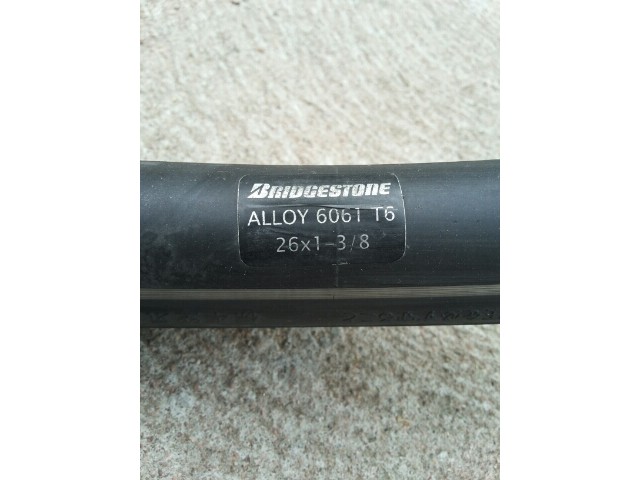 BRIDGESTONE
ALLOY 6061 T6
26x1-3/8